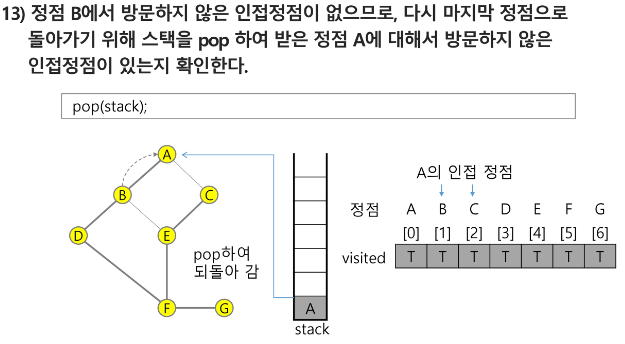 13) 정점 B에서 방문하지 않은 인접정점이 없으므로, 다시 마지막 정점으로
돌아가기 위해 스택을 pop 하여 받은 정점 A에 대해서 방문하지 않은
인접정점이 있는지 확인한다.
pop(stack);
A
B
C
D
E
F
G
pop하여
되돌아 감
A
stack
A의 인접 정점
정점 A B C D E F G
[0] [1] [2] [3] [4] [5] [6]
visited T T T T T T T